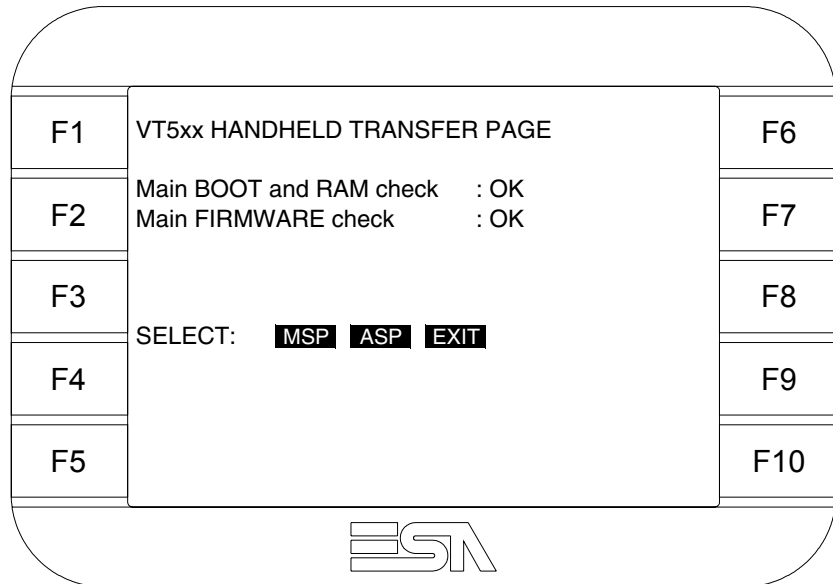 VT5xx HANDHELD TRANSFER PAGE
Main BOOT and RAM check : OK
Main FIRMWARE check : OK
SELECT: MSP ASP EXIT
F1
F2
F3
F4
F5
F6
F7
F8
F9
F10
ESA